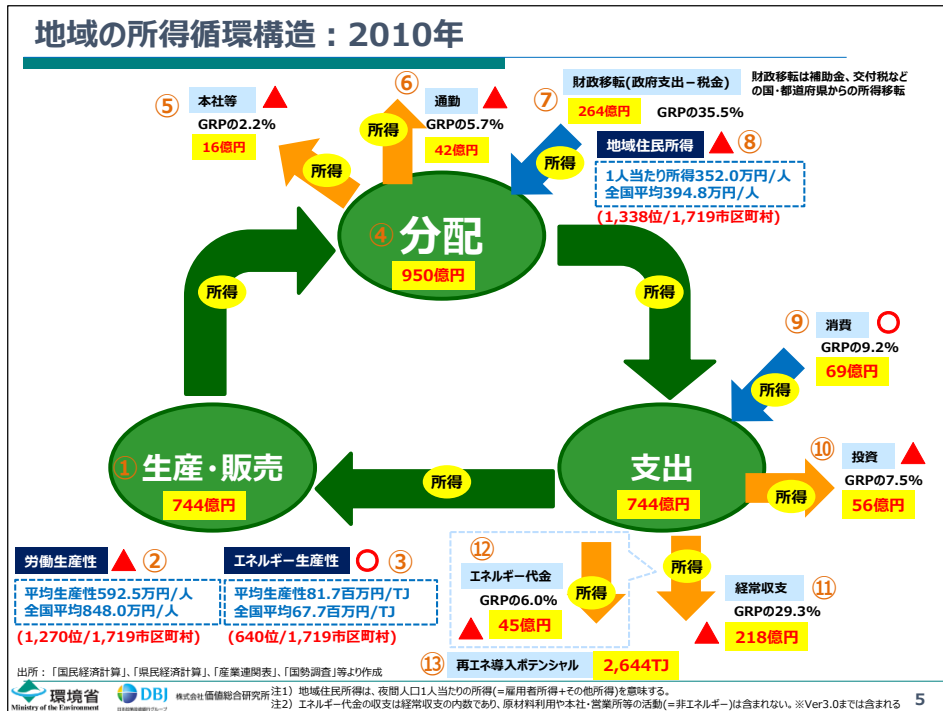 地域の所得循環構造：2010年
⑤
本社等 ▲
GRPの2.2%
16億円
所得
⑥
通勤 ▲
GRPの5.7%
42億円
所得
⑦
財政移転(政府支出－税金)
264億円 GRPの35.5%
所得
財政移転は補助金、交付税など
の国・都道府県からの所得移転
地域住民所得 ▲ ⑧
1人当たり所得352.0万円/人
全国平均394.8万円/人
(1,338位/1,719市区町村)
④ 分配
950億円
所得
所得
⑨ 消費 ○
GRPの9.2%
69億円
所得
① 生産・販売
744億円
所得
支出
744億円
⑩
投資 ▲
GRPの7.5%
56億円
所得
労働生産性 ▲ ②
平均生産性592.5万円/人
全国平均848.0万円/人
(1,270位/1,719市区町村)
エネルギー生産性 ○ ③
平均生産性81.7百万円/TJ
全国平均67.7百万円/TJ
(640位/1,719市区町村)
⑫
エネルギー代金
GRPの6.0%
▲ 45億円
所得
所得
経常収支 ⑪
GRPの29.3%
▲ 218億円
⑬ 再エネ導入ポテンシャル 2,644TJ
出所：「国民経済計算」、「県民経済計算」、「産業連関表」、「国勢調査」等より作成
環境省
Ministry of the Environment
DBJ
株式会社価値総合研究所
注1）地域住民所得は、夜間人口1人当たりの所得(=雇用者所得+その他所得)を意味する。
注2）エネルギー代金の収支は経常収支の内数であり、原材料利用や本社・営業所等の活動(=非エネルギー)は含まれない。※Ver3.0までは含まれる
5